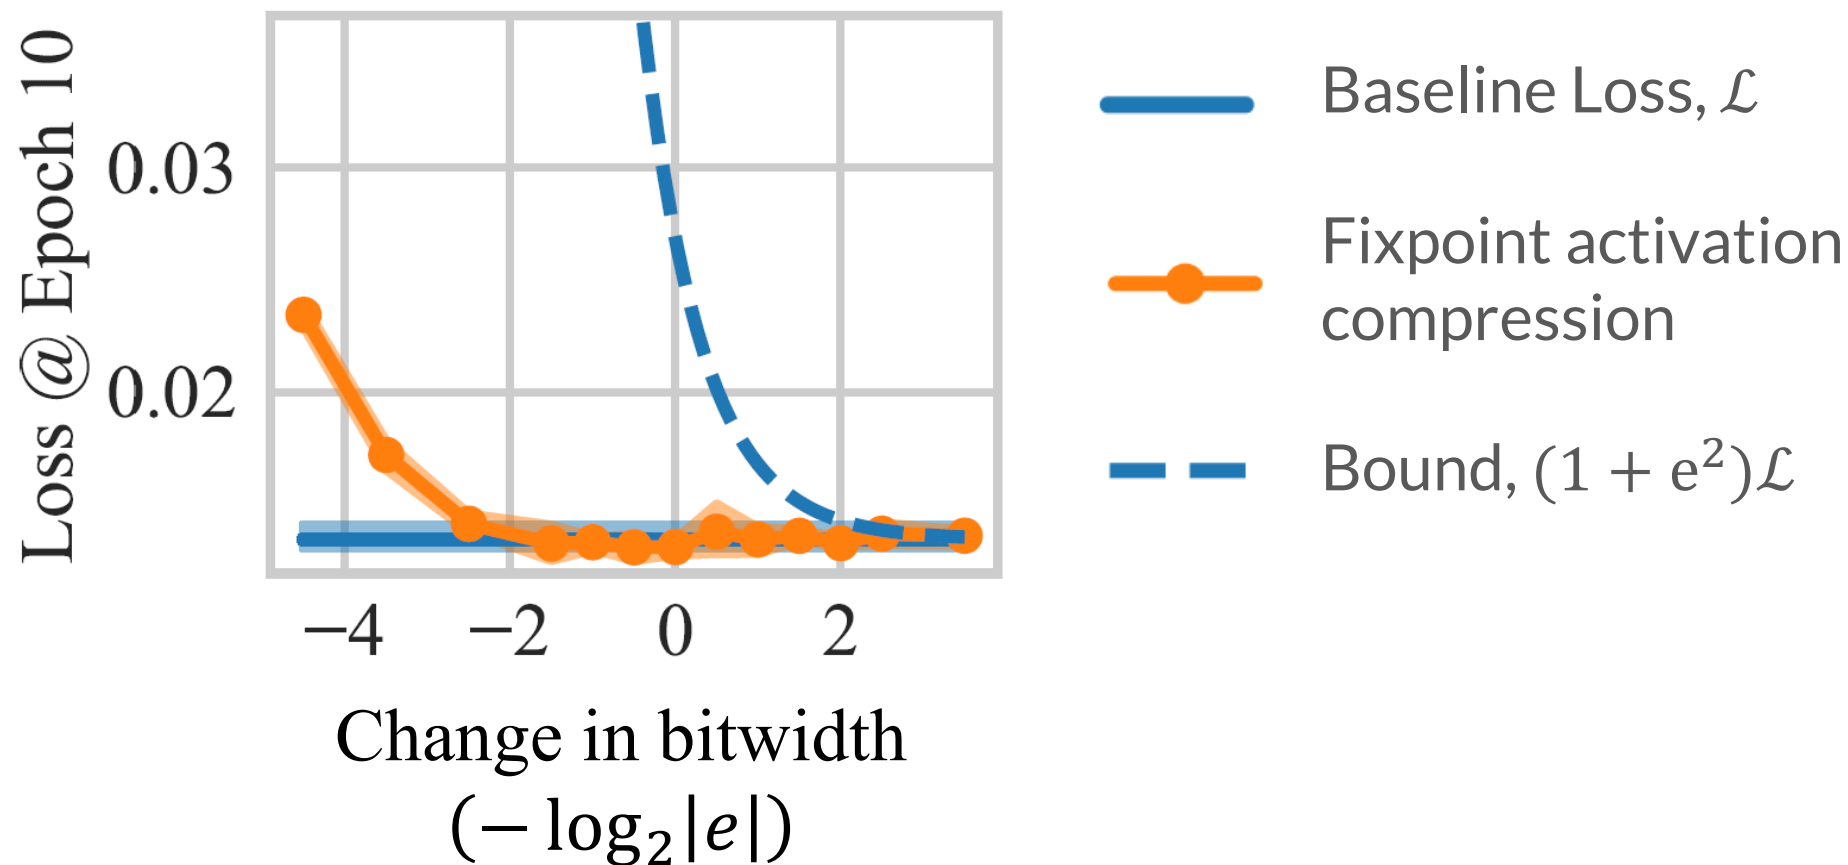 Loss @ Epoch 10
0.03
0.02
−4
−2
0
2
Change in bitwidth
(− log₂|e|)
Baseline Loss, ℒ
Fixpoint activation
compression
Bound, (1 + e²)ℒ